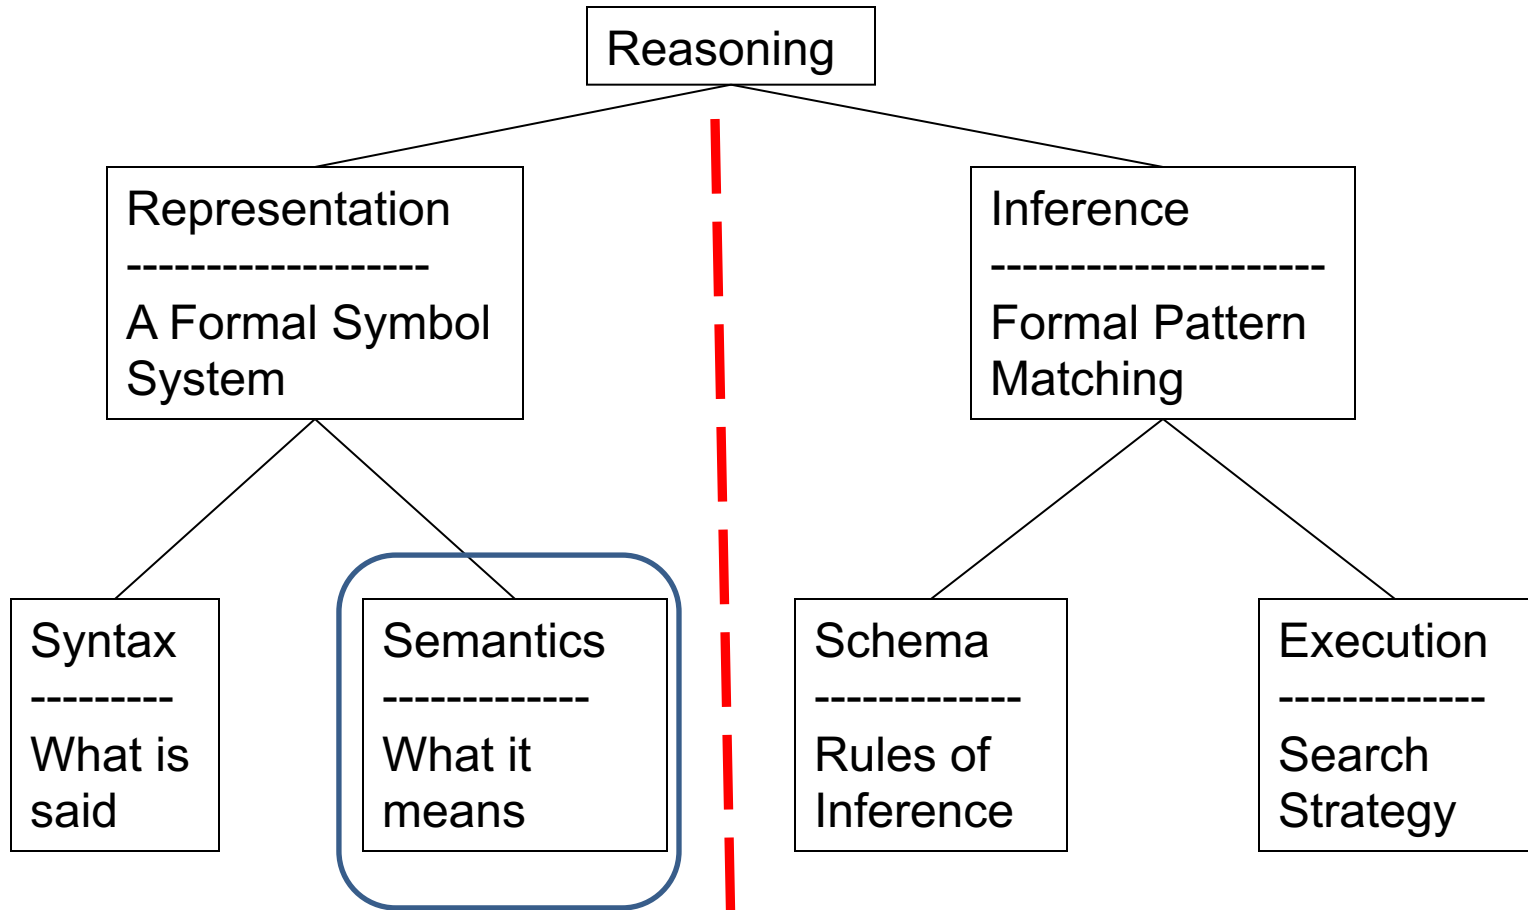 Reasoning
Representation
-------------------
A Formal Symbol
System
Inference
---------------------
Formal Pattern
Matching
Syntax
---------
What is
said
Semantics
-------------
What it
means
Schema
-------------
Rules of
Inference
Execution
-------------
Search
Strategy